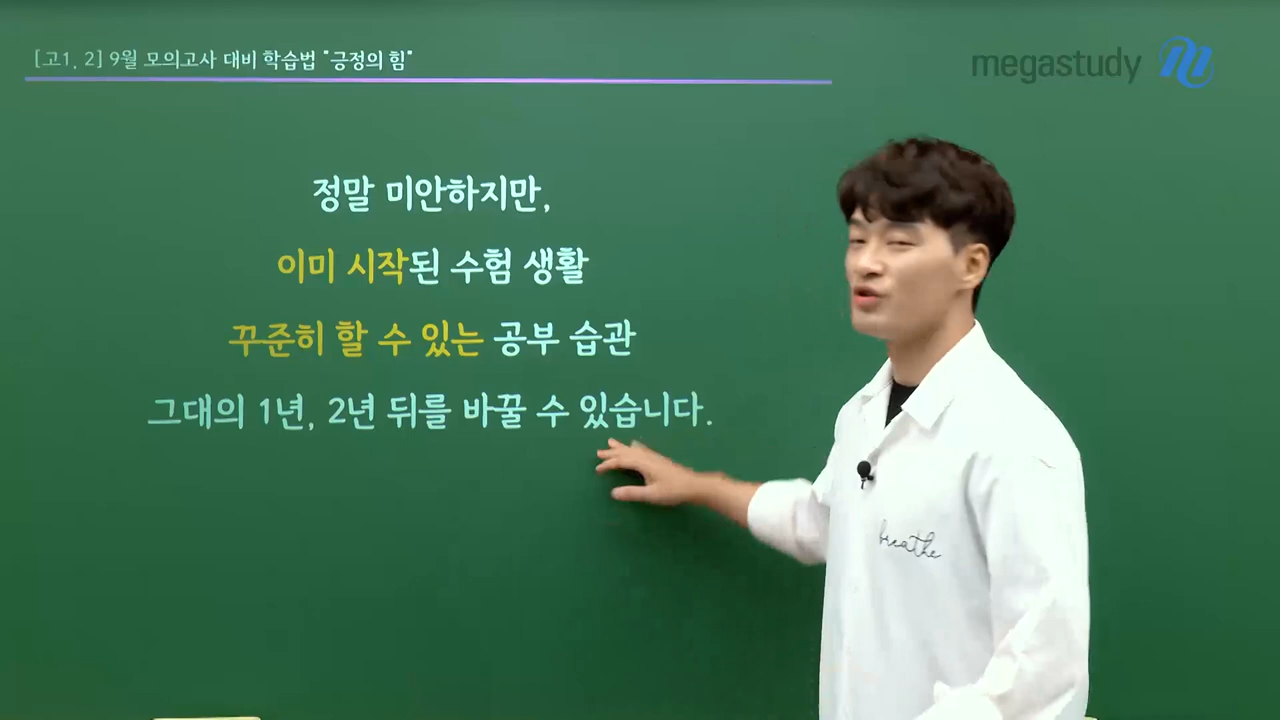 [고1, 2] 9월 모의고사 대비 학습법 "긍정의 힘"
megastudy
정말 미안하지만,
이미 시작된 수험 생활
꾸준히 할 수 있는 공부 습관
그대의 1년, 2년 뒤를 바꿀 수 있습니다.
breathe